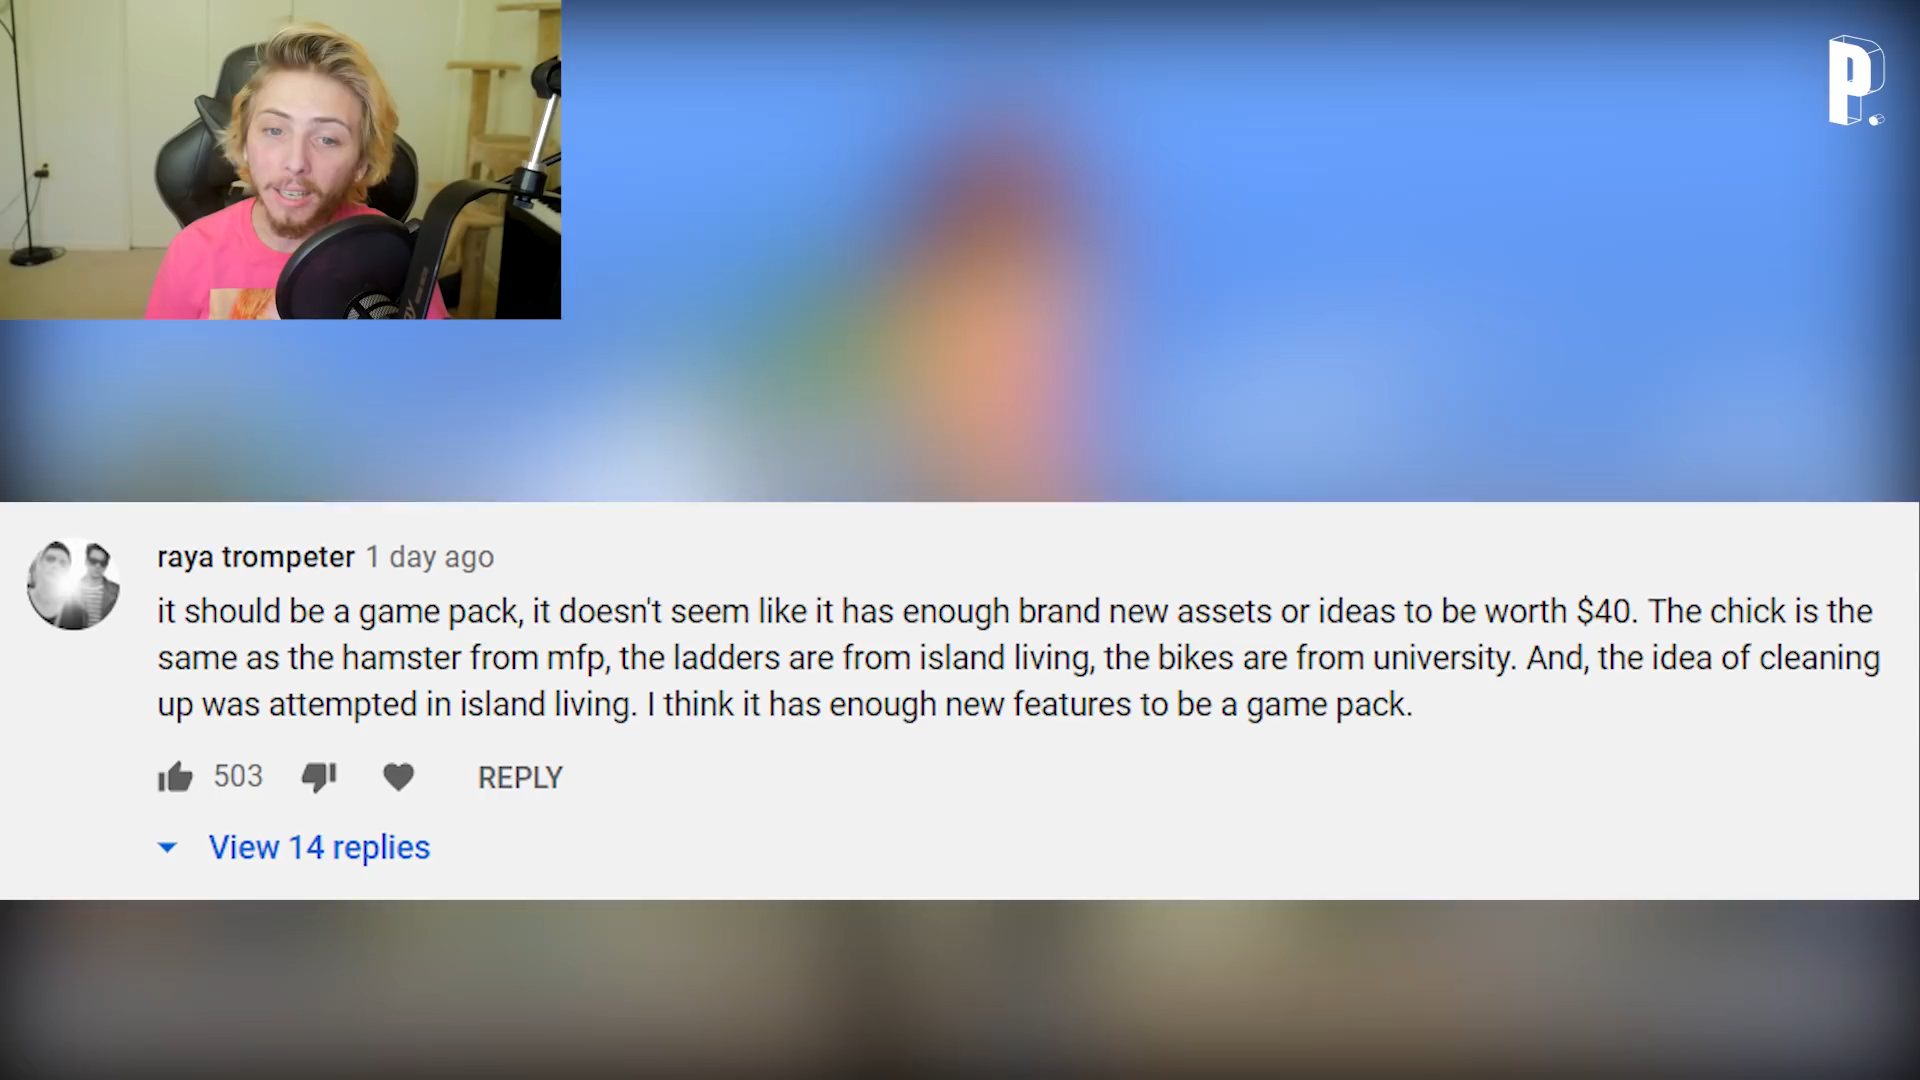 P.
raya trompeter 1 day ago
it should be a game pack, it doesn't seem like it has enough brand new assets or ideas to be worth $40. The chick is the
same as the hamster from mfp, the ladders are from island living, the bikes are from university. And, the idea of cleaning
up was attempted in island living. I think it has enough new features to be a game pack.
503
REPLY
View 14 replies